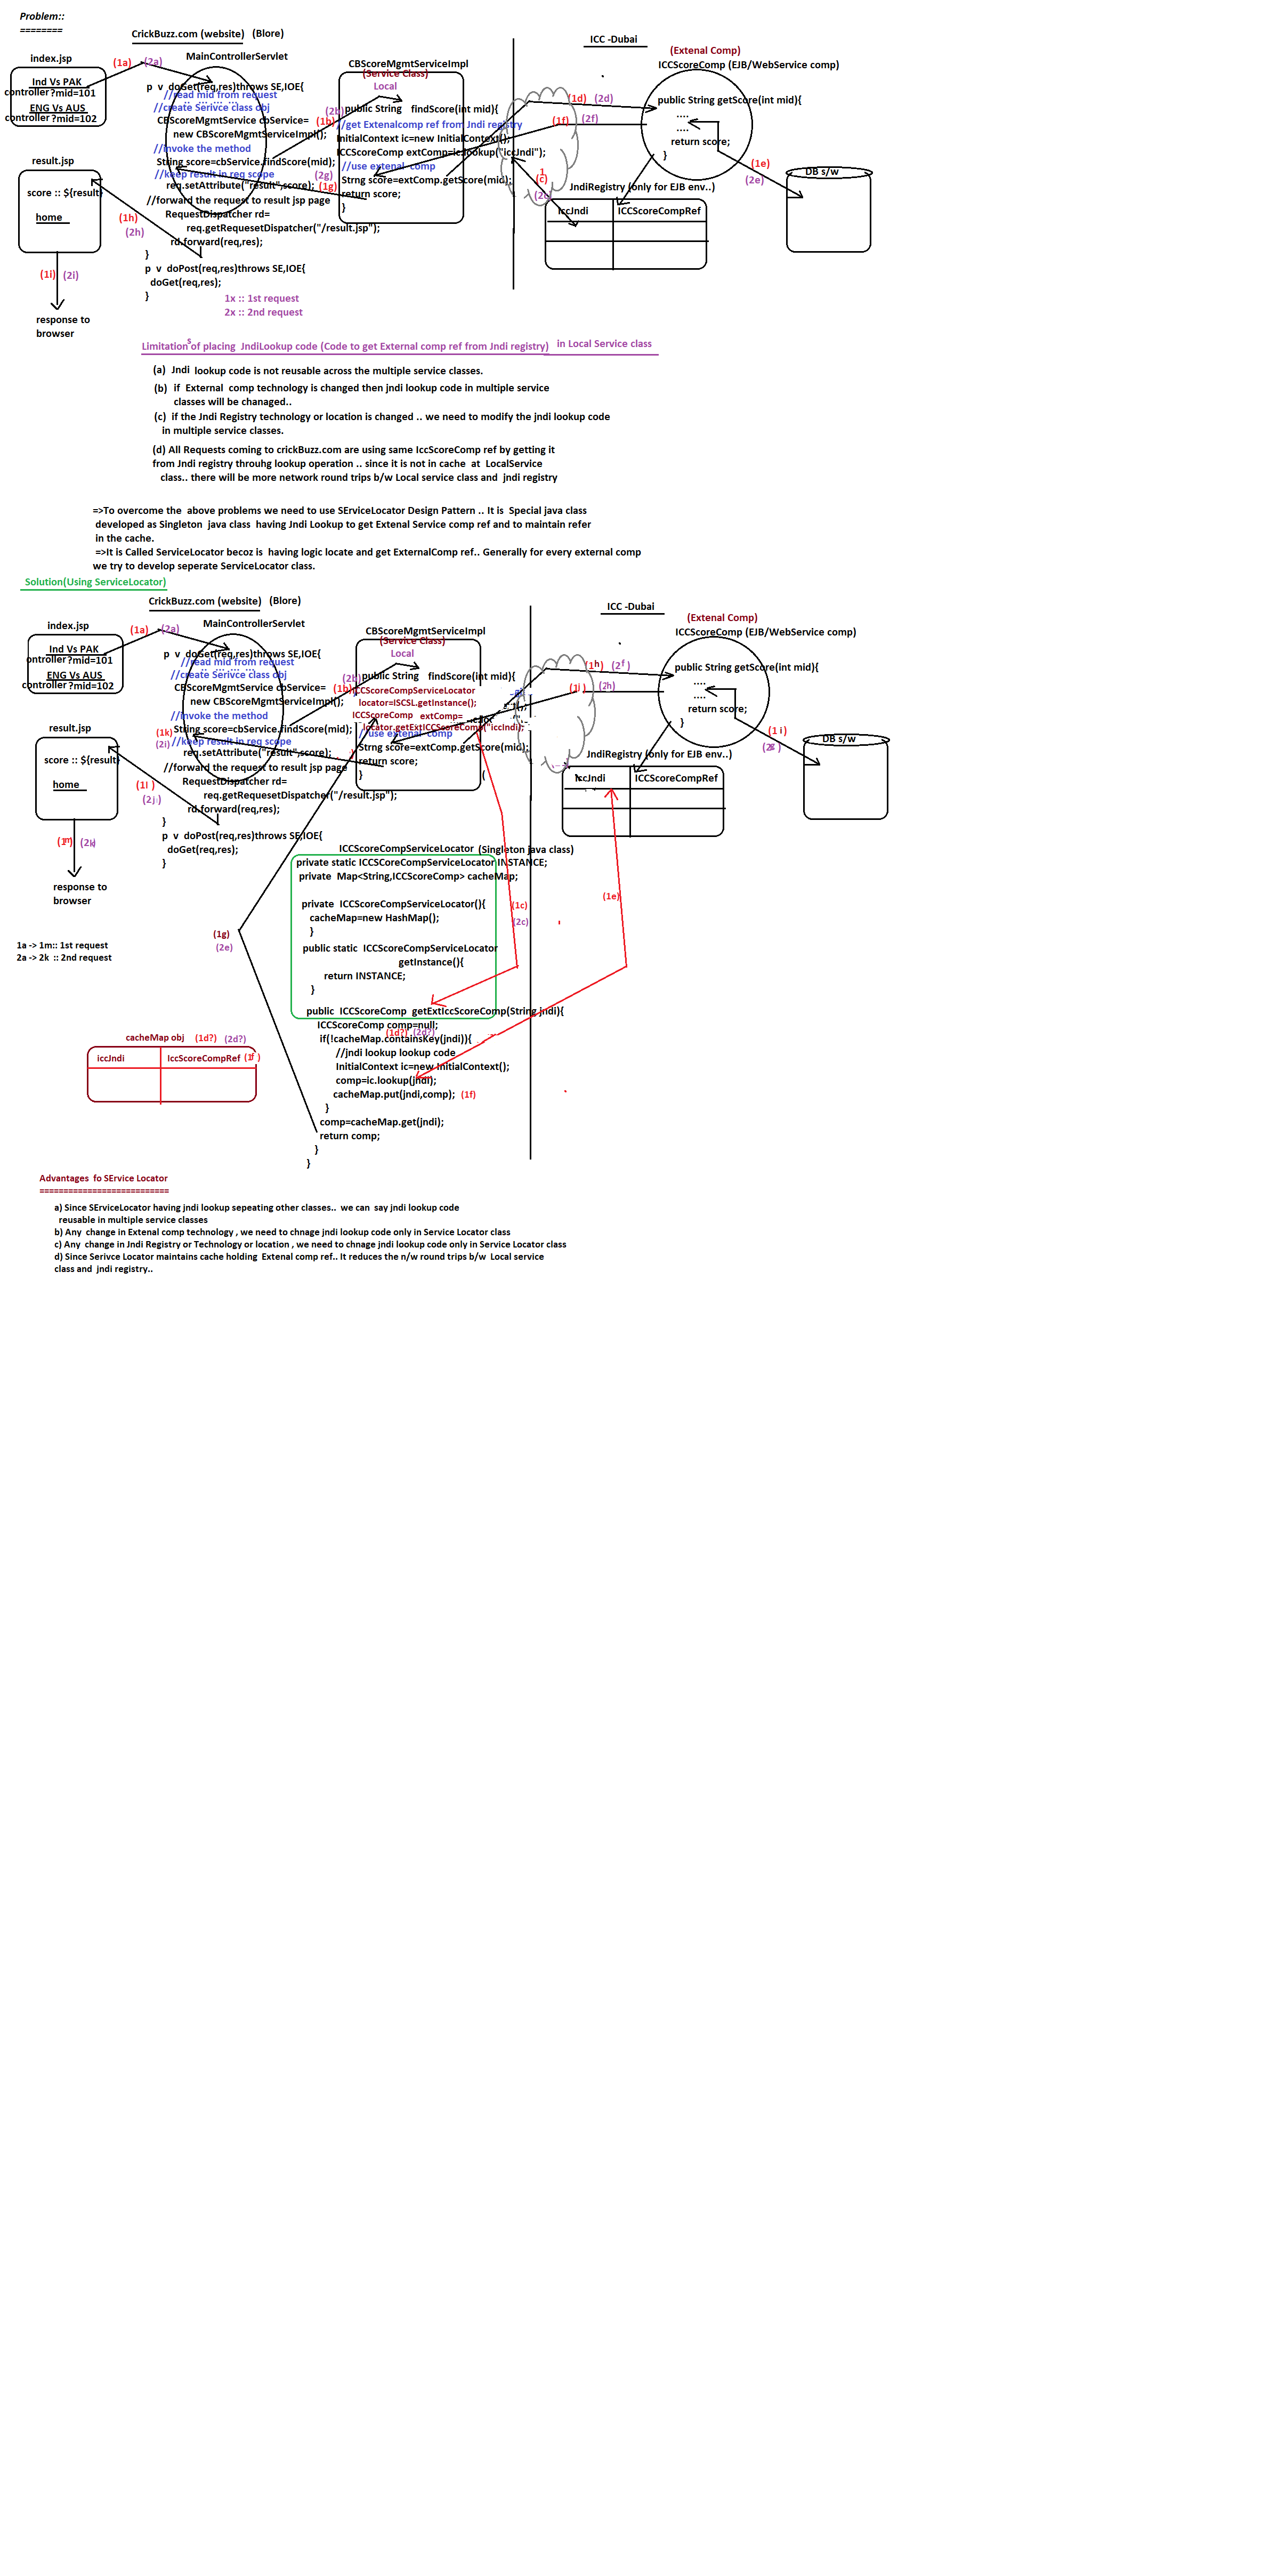 Problem::
========
CrickBuzz.com (website) (Blore)
ICC -Dubai
index.jsp
MainControllerServlet
CBScoreMgmtServiceImpl
(Service Class)
Local
(Extenal Comp)
ICCScoreComp (EJB/WebService comp)
(1a) (2a)
Ind Vs PAK
controller?mid=101
ENG Vs AUS
controller?mid=102
p v doGet(req,res)throws SE,IOE{
//read mid from request
.. ... ... ...
//create Serivce class obj
CBScoreMgmtService cbService=
new CBScoreMgmtServiceImpl();
//invoke the method
String score=cbService.findScore(mid);
//keep result in req scope
req.setAttribute("result",score);
//forward the request to result jsp page
RequestDispatcher rd=
req.getRequesetDispatcher("/result.jsp");
rd.forward(req,res);
}
p v doPost(req,res)throws SE,IOE{
doGet(req,res);
}
(1b) (2b)
public String findScore(int mid){
//get Extenalcomp ref from Jndi registry
InitialContext ic=new InitialContext();
ICCScoreComp extComp=ic.lookup("iccJndi");
//use extenal comp
Strng score=extComp.getScore(mid);
return score;
}
(2g)
(1g)
(1d) (2d)
(1f) (2f)
public String getScore(int mid){
....
....
return score;
}
(1e)
(2e)
DB s/w
JndiRegistry (only for EJB env..)
iccJndi ICCScoreCompRef
result.jsp
score :: ${result}
home
(1h)
(2h)
(1i) (2i)
response to
browser
1x :: 1st request
2x :: 2nd request
Limitations of placing JndiLookup code (Code to get External comp ref from Jndi registry) in Local Service class
(a) Jndi lookup code is not reusable across the multiple service classes.
(b) if External comp technology is changed then jndi lookup code in multiple service
classes will be chanaged..
(c) if the Jndi Registry technology or location is changed .. we need to modify the jndi lookup code
in multiple service classes.
(d) All Requests coming to crickBuzz.com are using same IccScoreComp ref by getting it
from Jndi registry throuhg lookup operation .. since it is not in cache at LocalService
class.. there will be more network round trips b/w Local service class and jndi registry
=>To overcome the above problems we need to use SErviceLocator Design Pattern .. It is Special java class
developed as Singleton java class having Jndi Lookup to get Extenal Service comp ref and to maintain refer
in the cache.
=>It is Called ServiceLocator becoz is having logic locate and get ExternalComp ref.. Generally for every external comp
we try to develop seperate ServiceLocator class.
Solution(Using ServiceLocator)
CrickBuzz.com (website) (Blore)
ICC -Dubai
index.jsp
MainControllerServlet
CBScoreMgmtServiceImpl
(Service Class)
Local
(Extenal Comp)
ICCScoreComp (EJB/WebService comp)
(1a) (2a)
Ind Vs PAK
ontroller?mid=101
ENG Vs AUS
controller?mid=102
p v doGet(req,res)throws SE,IOE{
//read mid from request
.. ... ... ...
//create Serivce class obj
CBScoreMgmtService cbService=
new CBScoreMgmtServiceImpl();
//invoke the method
String score=cbService.findScore(mid);
//keep result in req scope
req.setAttribute("result",score);
//forward the request to result jsp page
RequestDispatcher rd=
req.getRequesetDispatcher("/result.jsp");
rd.forward(req,res);
}
p v doPost(req,res)throws SE,IOE{
doGet(req,res);
}
(1b) (2b)
public String findScore(int mid){
ICCScoreCompServiceLocator
locator=ISCSL.getInstance();
ICCScoreComp extComp=
locator.getExtICCScoreComp("iccJndi);
//use extenal comp
Strng score=extComp.getScore(mid);
return score;
}
(1k)
(2i)
(1h) (2f)
(2h)
public String getScore(int mid){
....
....
return score;
}
(1i)
DB s/w
JndiRegistry (only for EJB env..)
iccJndi ICCScoreCompRef
result.jsp
score :: ${result}
home
(1l)
(2j)
(1m) (2k)
response to
browser
1a -> 1m:: 1st request
2a -> 2k :: 2nd request
ICCScoreCompServiceLocator (Singleton java class)
private static ICCSCoreCompServiceLocator INSTANCE;
private Map<String,ICCScoreComp> cacheMap;
private ICCScoreCompServiceLocator(){
cacheMap=new HashMap();
}
public static ICCScoreCompServiceLocator
getInstance(){
return INSTANCE;
}
public ICCScoreComp getExtIccScoreComp(String jndi){
ICCScoreComp comp=null;
(1d?) (2d?)
if(!cacheMap.containsKey(jndi)){
//jndi lookup lookup code
InitialContext ic=new InitialContext();
comp=ic.lookup(jndi);
cacheMap.put(jndi,comp); (1f)
}
comp=cacheMap.get(jndi);
return comp;
}
}
(1c)
(2c)
(1e)
(1g)
(2e)
cacheMap obj (1d?) (2d?)
iccJndi IccScoreCompRef (1f)
Advantages fo SErvice Locator
===========================
a) Since SErviceLocator having jndi lookup sepeating other classes.. we can say jndi lookup code
reusable in multiple service classes
b) Any change in Extenal comp technology , we need to chnage jndi lookup code only in Service Locator class
c) Any change in Jndi Registry or Technology or location , we need to chnage jndi lookup code only in Service Locator class
d) Since Serivce Locator maintains cache holding Extenal comp ref.. It reduces the n/w round trips b/w Local service
class and jndi registry..